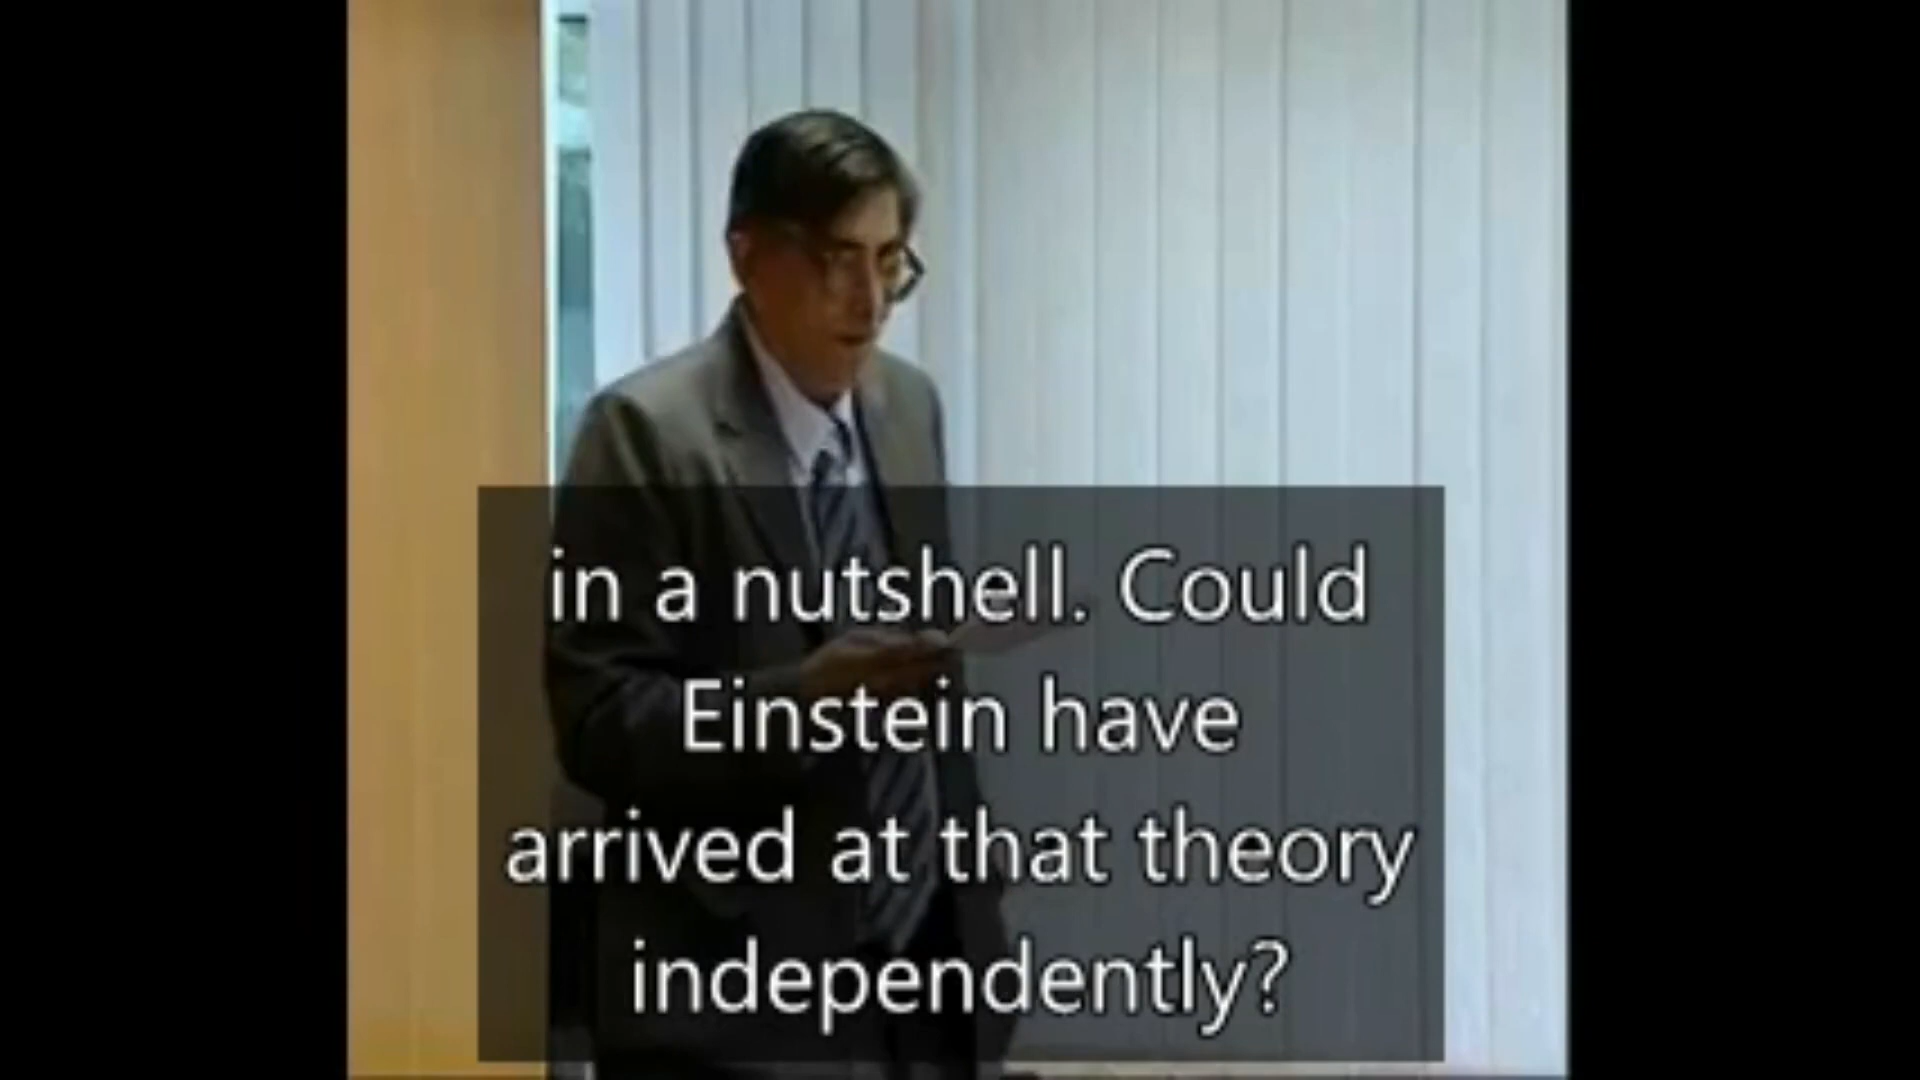 in a nutshell. Could
Einstein have
arrived at that theory
independently?